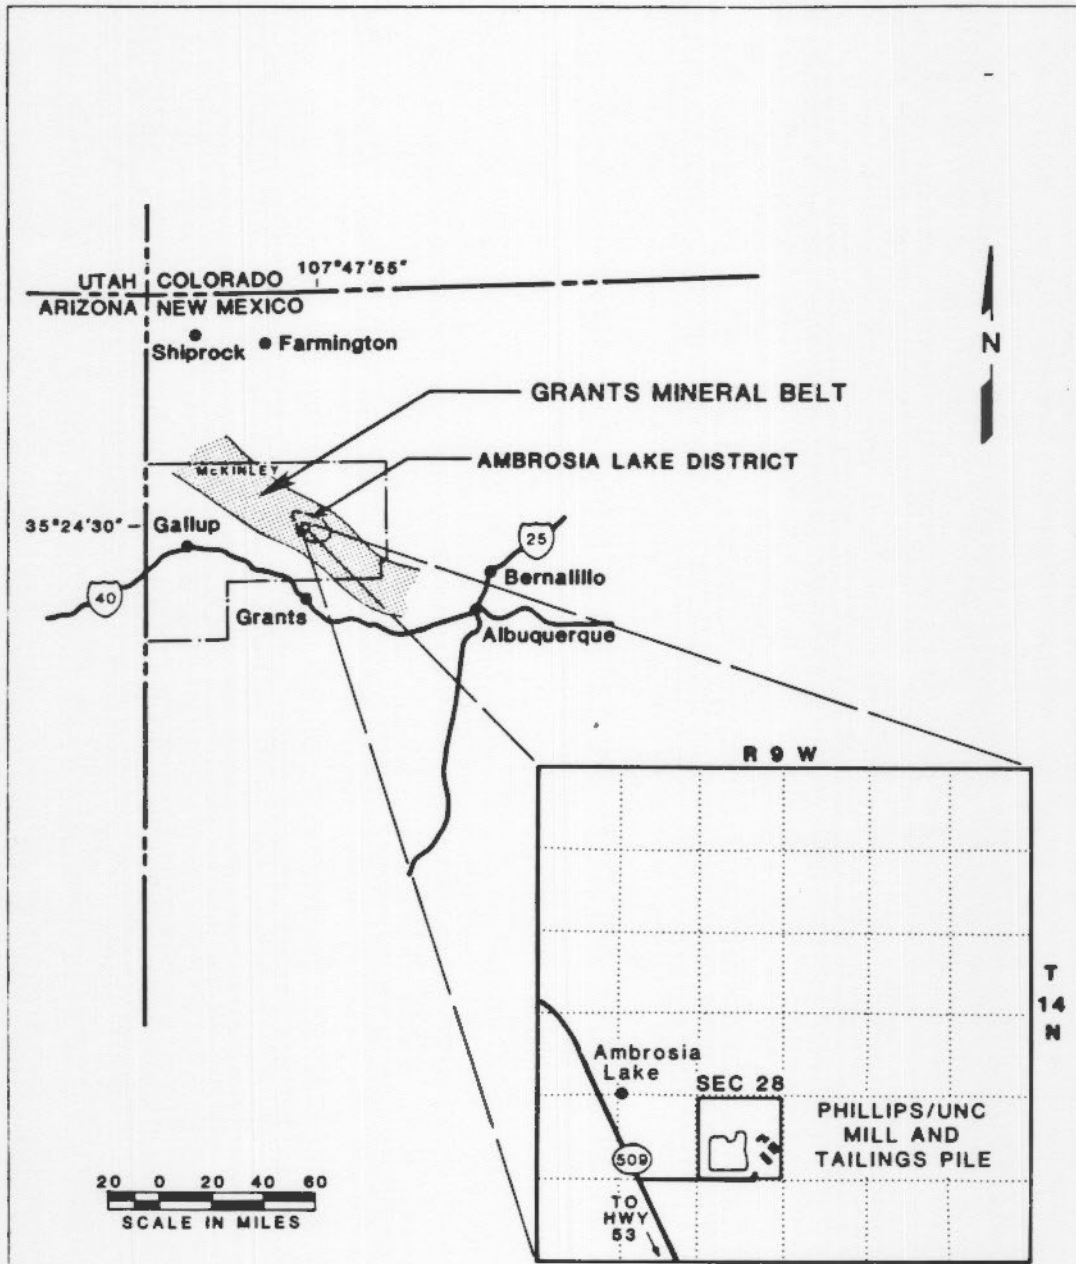 107°47'55"
UTAH COLORADO
ARIZONA NEW MEXICO
Shiprock
Farmington
N
GRANTS MINERAL BELT
McKINLEY
AMBROSIA LAKE DISTRICT
35°24'30"
Gallup
25
Bernalillo
40
Grants
Albuquerque
R 9 W
T
14
N
Ambrosia
Lake
SEC 28
PHILLIPS/UNC
MILL AND
TAILINGS PILE
509
TO
HWY
53
20 0 20 40 60
SCALE IN MILES